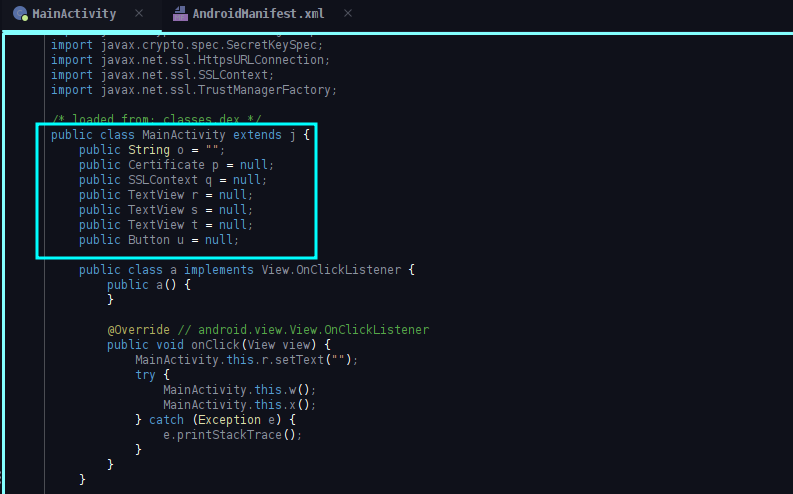 MainActivity × AndroidManifest.xml ×
import javax.crypto.spec.SecretKeySpec;
import javax.net.ssl.HttpsURLConnection;
import javax.net.ssl.SSLContext;
import javax.net.ssl.TrustManagerFactory;
/* loaded from: classes.dex */
public class MainActivity extends j {
public String o = "";
public Certificate p = null;
public SSLContext q = null;
public TextView r = null;
public TextView s = null;
public TextView t = null;
public Button u = null;
public class a implements View.OnClickListener {
public a() {
}
@Override // android.view.View.OnClickListener
public void onClick(View view) {
MainActivity.this.r.setText("");
try {
MainActivity.this.w();
MainActivity.this.x();
} catch (Exception e) {
e.printStackTrace();
}
}
}